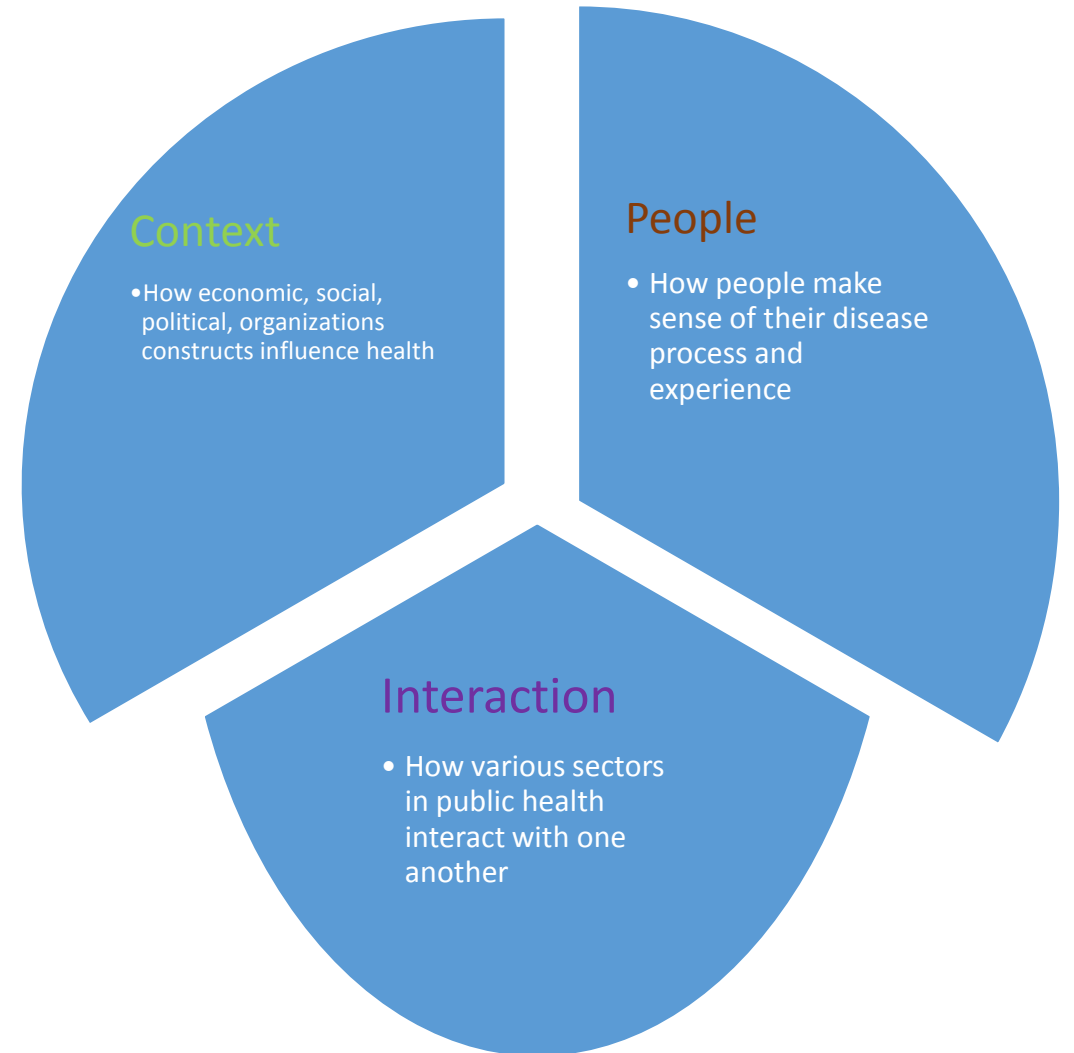 Context
•How economic, social,
political, organizations
constructs influence health
People
• How people make
sense of their disease
process and
experience
Interaction
• How various sectors
in public health
interact with one
another